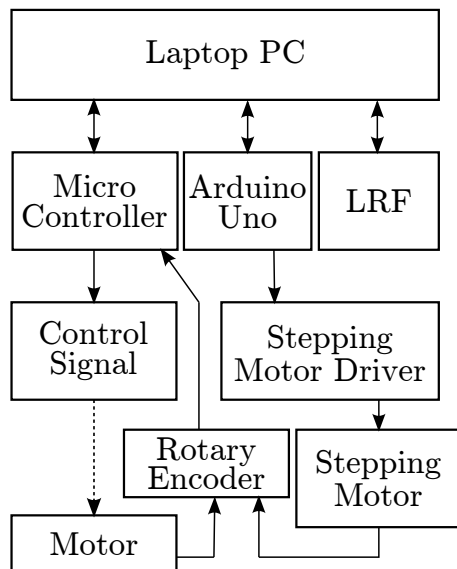 Laptop PC
Micro
Controller
Arduino
Uno
LRF
Control
Signal
Stepping
Motor Driver
Rotary
Encoder
Stepping
Motor
Motor